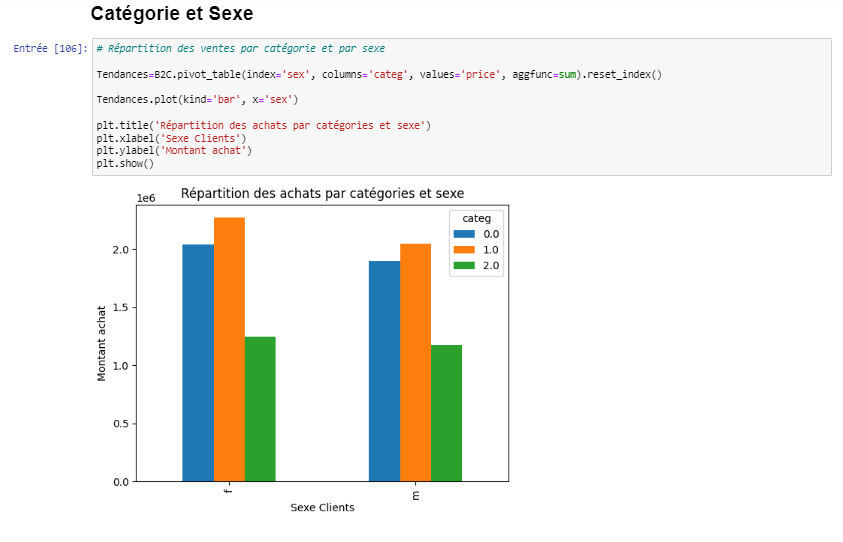 Catégorie et Sexe
Entrée [106]: # Répartition des ventes par catégorie et par sexe
Tendances=B2C.pivot_table(index='sex', columns='categ', values='price', aggfunc=sum).reset_index()
Tendances.plot(kind='bar', x='sex')
plt.title('Répartition des achats par catégories et sexe')
plt.xlabel('Sexe Clients')
plt.ylabel('Montant achat')
plt.show()
Répartition des achats par catégories et sexe
1e6
categ
0.0
1.0
2.0
2.0
1.5
1.0
0.5
0.0
Montant achat
f
m
Sexe Clients